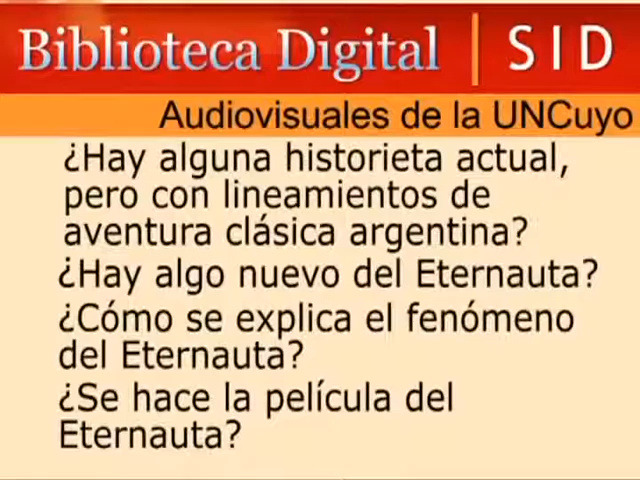 Biblioteca Digital | SID
Audiovisuales de la UNCuyo
¿Hay alguna historieta actual,
pero con lineamientos de
aventura clásica argentina?
¿Hay algo nuevo del Eternauta?
¿Cómo se explica el fenómeno
del Eternauta?
¿Se hace la película del
Eternauta?